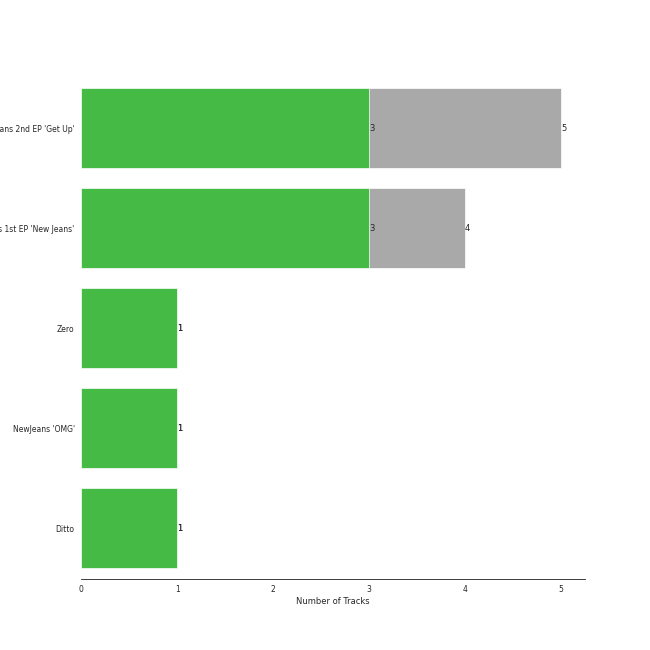 ans 2nd EP 'Get Up'
3
5
s 1st EP 'New Jeans'
3
4
Zero
1
NewJeans 'OMG'
1
Ditto
1
0
1
2
3
4
5
Number of Tracks